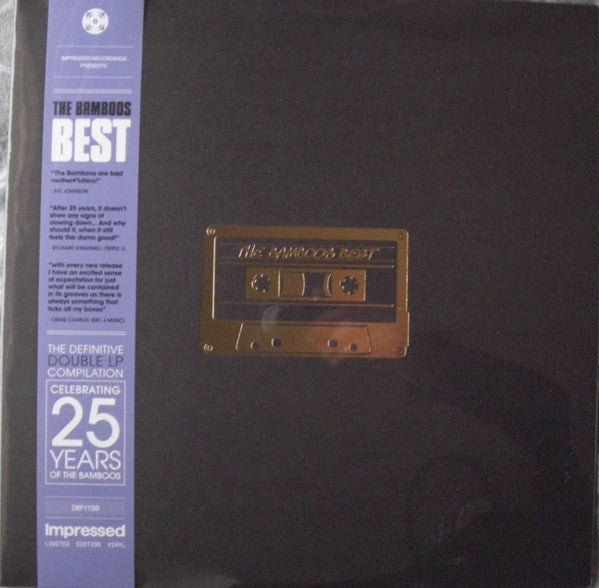 IMPRESSED RECORDINGS
PRESENTS
THE BAMBOOS
BEST
"The Bamboos are bad
mother*%#ers!"
- SYL JOHNSON
"After 25 years, it doesn't
show any signs of
slowing down... And why
should it, when it still
feels this damn good!"
- RICHARD KINGSMILL (TRIPLE J)
"with every new release
I have an excited sense
of expectation for just
what will be contained
in its grooves as there is
always something that
ticks all my boxes"
- CRAIG CHARLES (BBC 6 MUSIC)
THE DEFINITIVE
DOUBLE LP
COMPILATION
CELEBRATING
25
YEARS
OF THE BAMBOOS
IMP115B
Impressed
LIMITED EDITION VINYL
THE BAMBOOS BEST